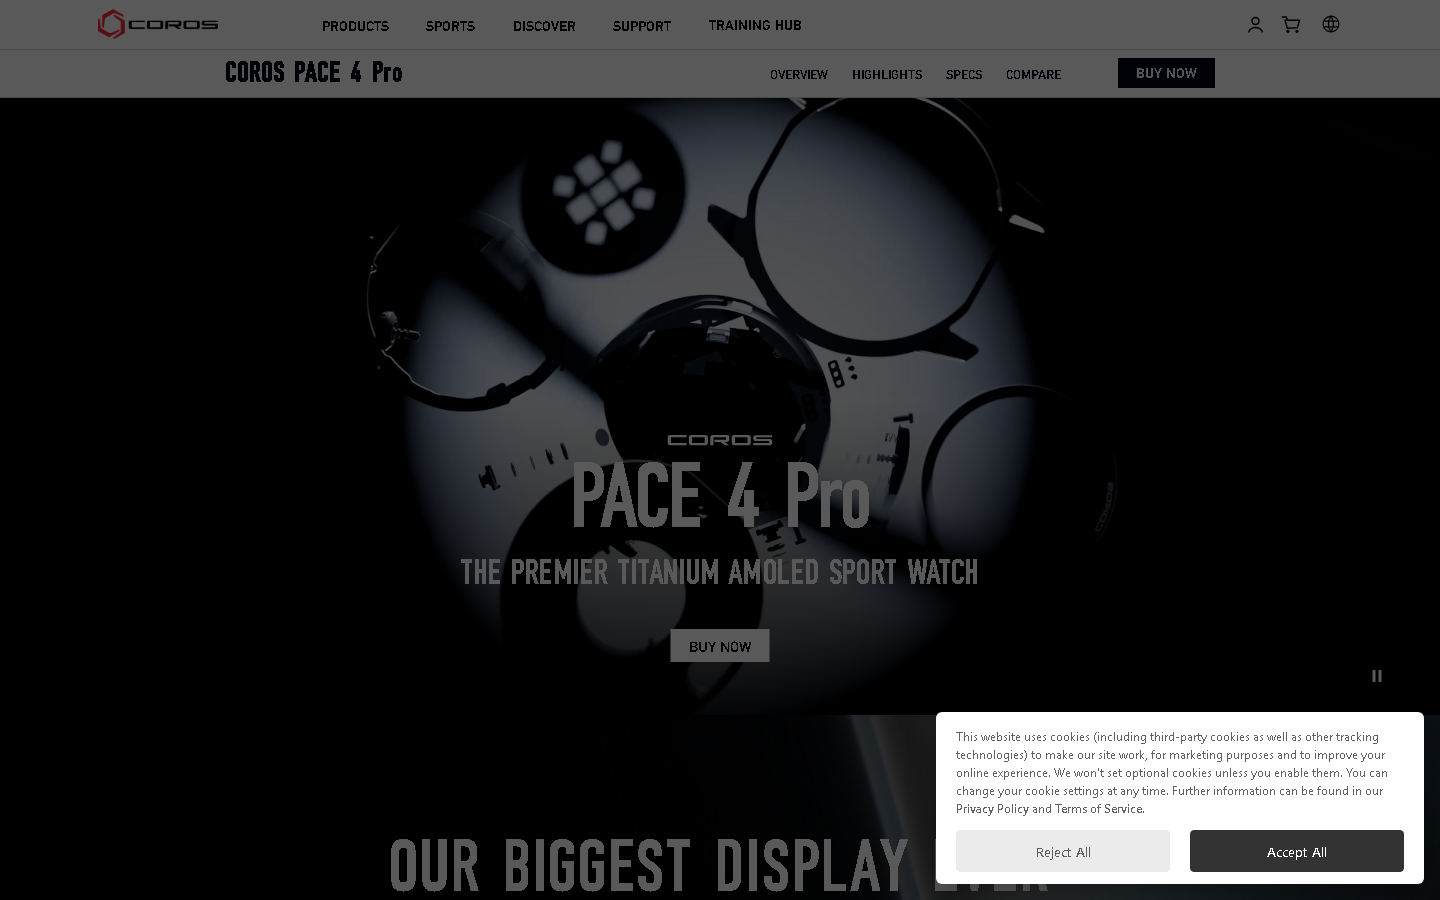 COROS
PRODUCTS
SPORTS
DISCOVER
SUPPORT
TRAINING HUB
COROS PACE 4 Pro
OVERVIEW
HIGHLIGHTS
SPECS
COMPARE
BUY NOW
COROS
COROS
PACE 4 Pro
THE PREMIER TITANIUM AMOLED SPORT WATCH
BUY NOW
This website uses cookies (including third-party cookies as well as other tracking
technologies) to make our site work, for marketing purposes and to improve your
online experience. We won't set optional cookies unless you enable them. You can
change your cookie settings at any time. Further information can be found in our
Privacy Policy and Terms of Service.
Reject All
Accept All
OUR BIGGEST DISPLAY EVER